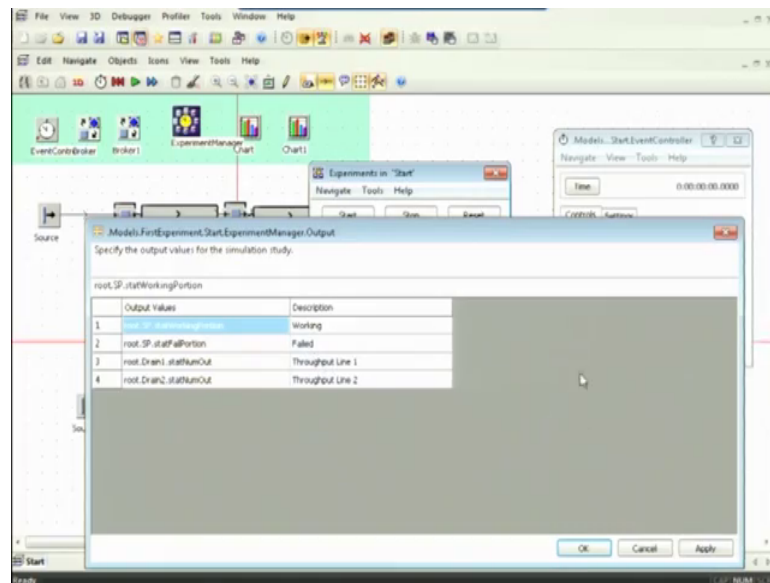 File View 3D Debugger Profiler Tools Window Help
Edit Navigate Objects Icons View Tools Help
EventContr Broker Broker1 ExperimentManager Chart Chart1
.Models...Start.EventController
Navigate View Tools Help
Time 0:00:00:00.0000
Controls Settings
Experiments in 'Start'
Navigate Tools Help
Start Stop Reset
Source
.Models.FirstExperiment.Start.ExperimentManager.Output
Specify the output values for the simulation study.
root.SP.statWorkingPortion
Output Values Description
1 root.SP.statWorkingPortion Working
2 root.SP.statFailPortion Failed
3 root.Drain1.statNumOut Throughput Line 1
4 root.Drain2.statNumOut Throughput Line 2
Sou
OK Cancel Apply
Start
Ready
CAP NUM